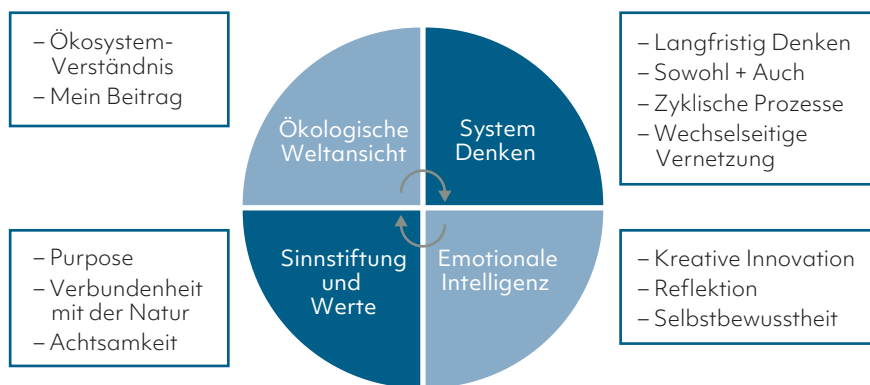 – Ökosystem-
Verständnis
– Mein Beitrag
Ökologische
Weltansicht
System
Denken
– Langfristig Denken
– Sowohl + Auch
– Zyklische Prozesse
– Wechselseitige
Vernetzung
– Purpose
– Verbundenheit
mit der Natur
– Achtsamkeit
Sinnstiftung
und
Werte
Emotionale
Intelligenz
– Kreative Innovation
– Reflektion
– Selbstbewusstheit